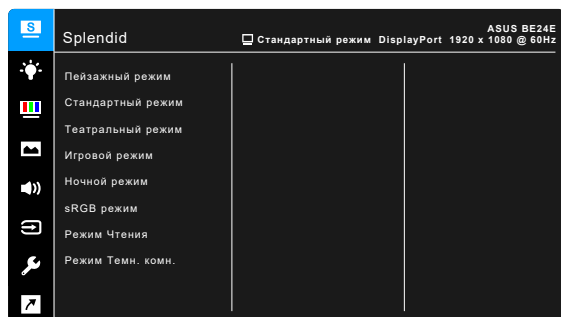 S
ASUS BE24E
Splendid
Стандартный режим DisplayPort 1920 x 1080 @ 60Hz
Пейзажный режим
Стандартный режим
Театральный режим
Игровой режим
Ночной режим
sRGB режим
Режим Чтения
Режим Темн. комн.